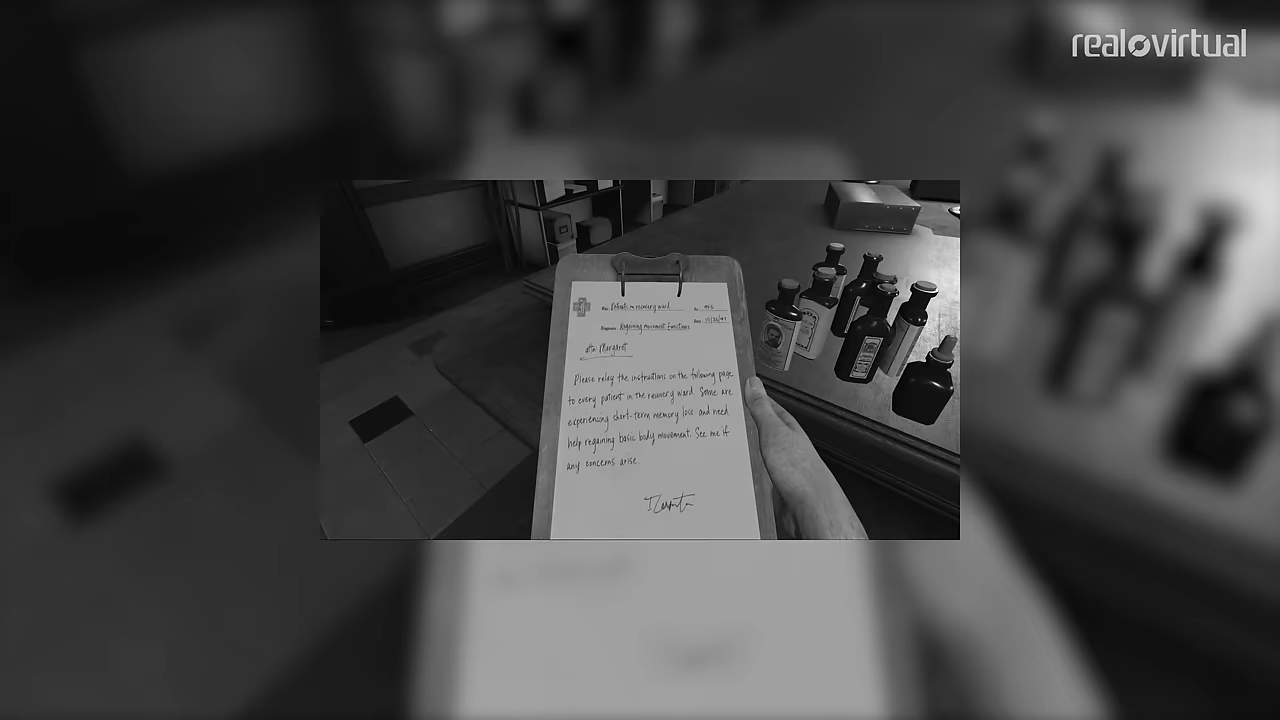 realovirtual
Patients in recovery ward
Diagnosis: Regaining movement functions
attn: Margaret
Please relay the instructions on the following page
to every patient in the recovery ward. Some are
experiencing short-term memory loss and need
help regaining basic body movement. See me if
any concerns arise.